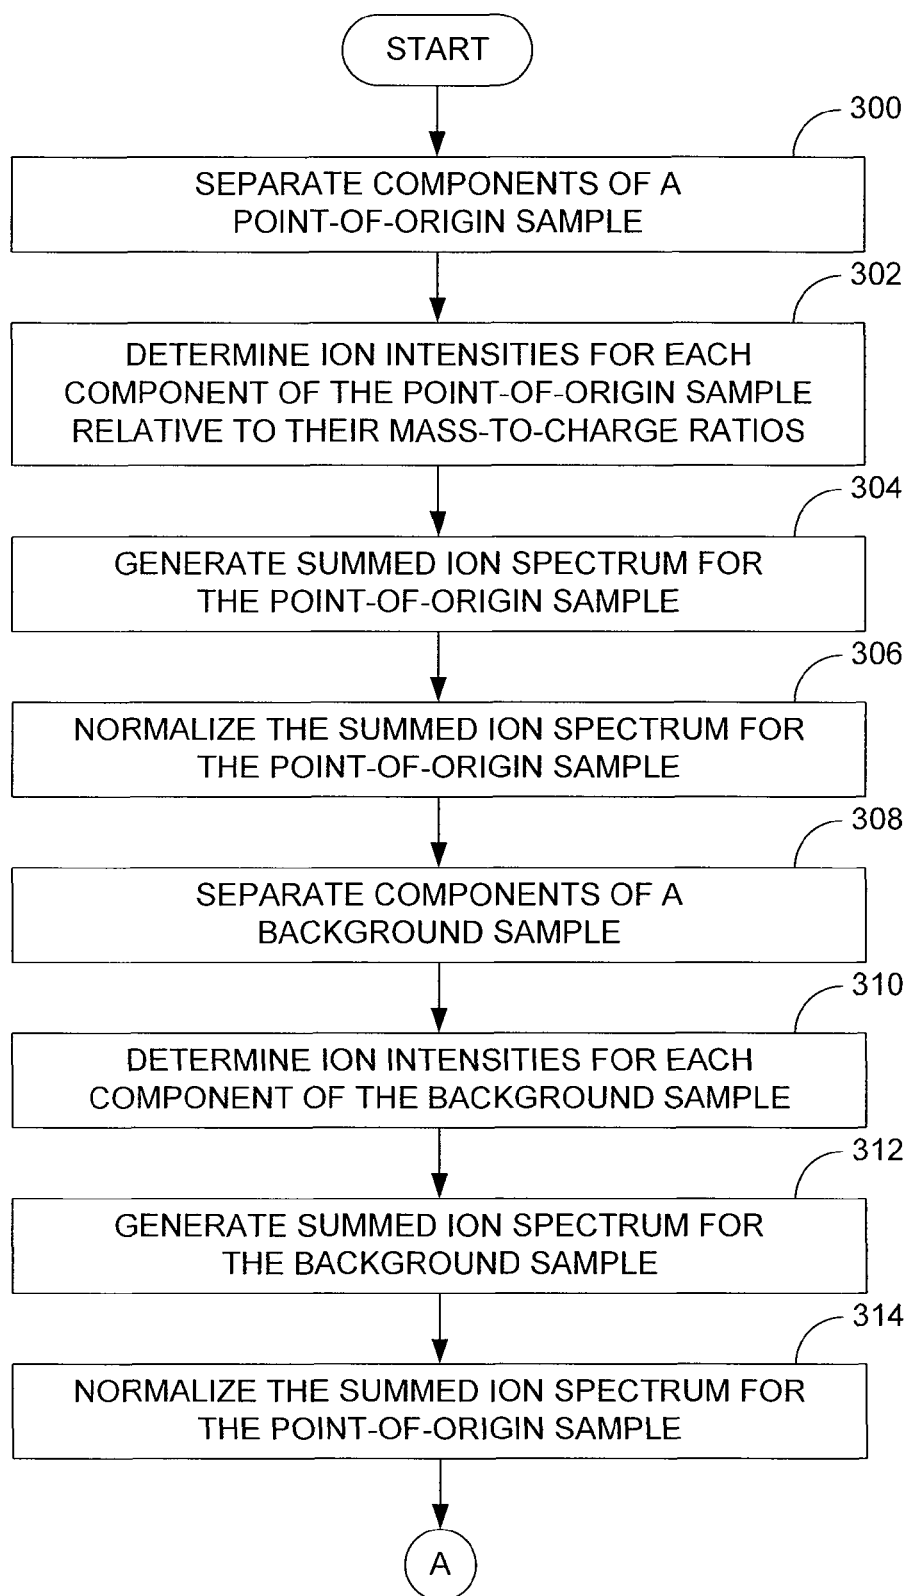 START
300
SEPARATE COMPONENTS OF A
POINT-OF-ORIGIN SAMPLE
302
DETERMINE ION INTENSITIES FOR EACH
COMPONENT OF THE POINT-OF-ORIGIN SAMPLE
RELATIVE TO THEIR MASS-TO-CHARGE RATIOS
304
GENERATE SUMMED ION SPECTRUM FOR
THE POINT-OF-ORIGIN SAMPLE
306
NORMALIZE THE SUMMED ION SPECTRUM FOR
THE POINT-OF-ORIGIN SAMPLE
308
SEPARATE COMPONENTS OF A
BACKGROUND SAMPLE
310
DETERMINE ION INTENSITIES FOR EACH
COMPONENT OF THE BACKGROUND SAMPLE
312
GENERATE SUMMED ION SPECTRUM FOR
THE BACKGROUND SAMPLE
314
NORMALIZE THE SUMMED ION SPECTRUM FOR
THE POINT-OF-ORIGIN SAMPLE
A